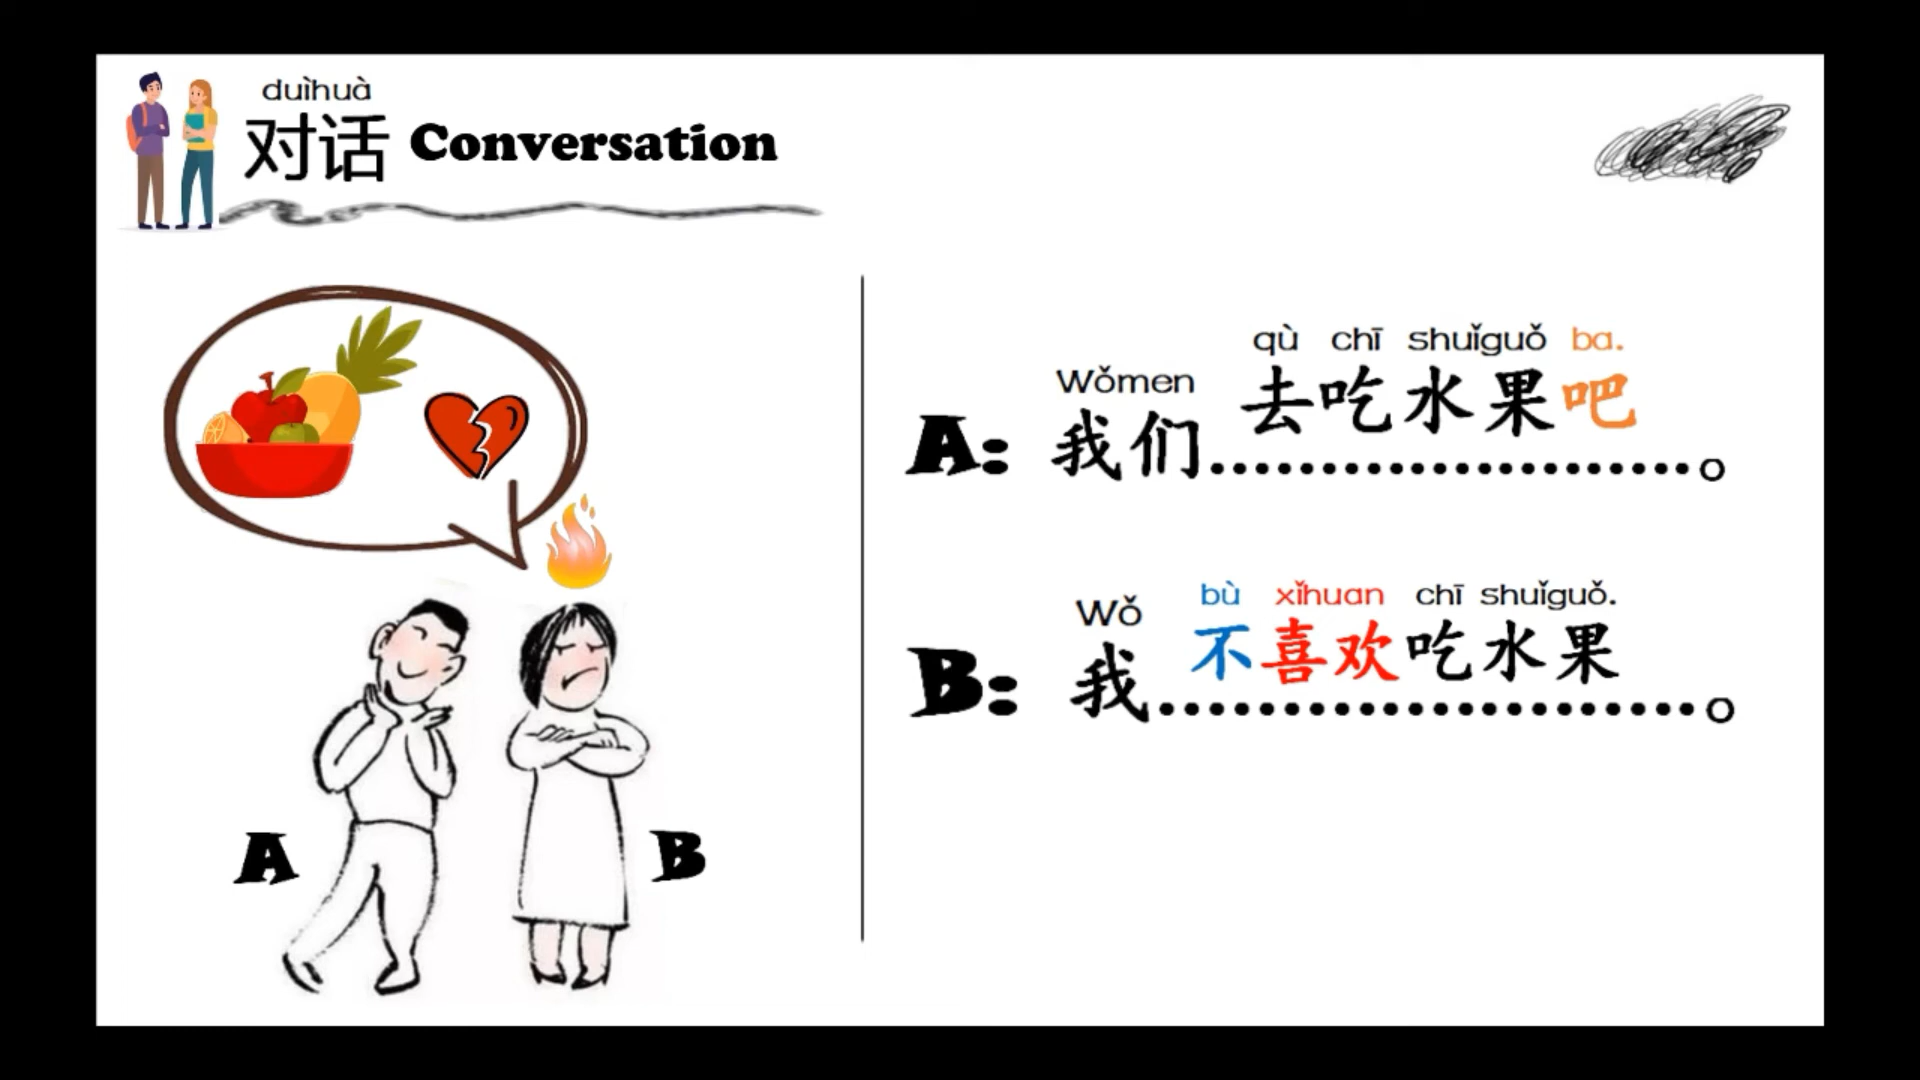 duìhuà
对话 Conversation
qù chī shuǐguǒ ba.
Wǒmen
去吃水果吧
A: 我们......................。
bù xǐhuan chī shuǐguǒ.
Wǒ
不喜欢吃水果
B: 我......................。
A
B